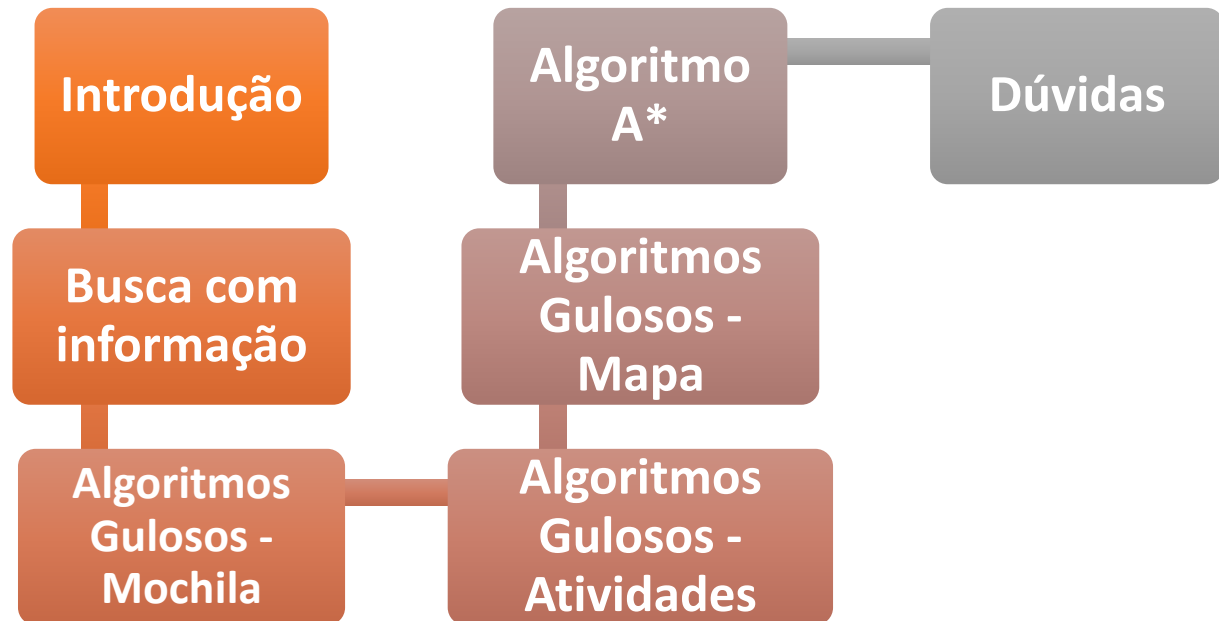 Introdução
Busca com
informação
Algoritmos
Gulosos -
Mochila
Algoritmos
Gulosos -
Atividades
Algoritmos
Gulosos -
Mapa
Algoritmo
A*
Dúvidas